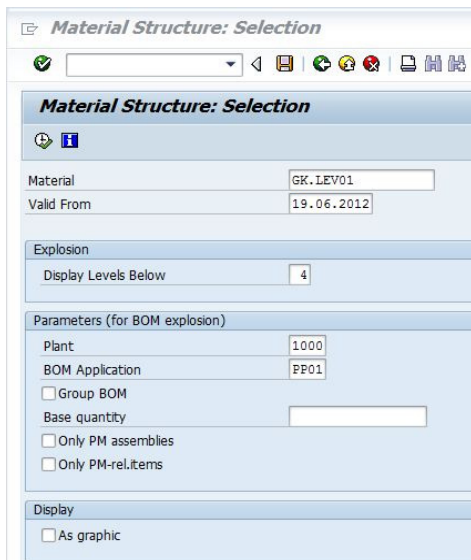 Material Structure: Selection
Material Structure: Selection
Material GK.LEV01
Valid From 19.06.2012
Explosion
Display Levels Below 4
Parameters (for BOM explosion)
Plant 1000
BOM Application PP01
Group BOM
Base quantity
Only PM assemblies
Only PM-rel.items
Display
As graphic